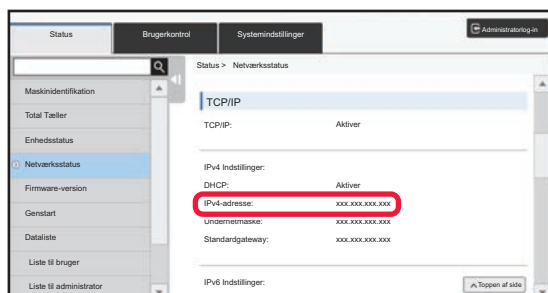 Status
Brugerkontrol
Systemindstillinger
Administratorlog-in
Status > Netværksstatus
Maskinidentifikation
Total Tæller
Enhedsstatus
Netværksstatus
Firmware-version
Genstart
Dataliste
Liste til bruger
Liste til administrator
TCP/IP
TCP/IP: Aktiver
IPv4 Indstillinger:
DHCP: Aktiver
IPv4-adresse: xxx.xxx.xxx.xxx
Undernetmaske: xxx.xxx.xxx.xxx
Standardgateway: xxx.xxx.xxx.xxx
IPv6 Indstillinger:
Toppen af side